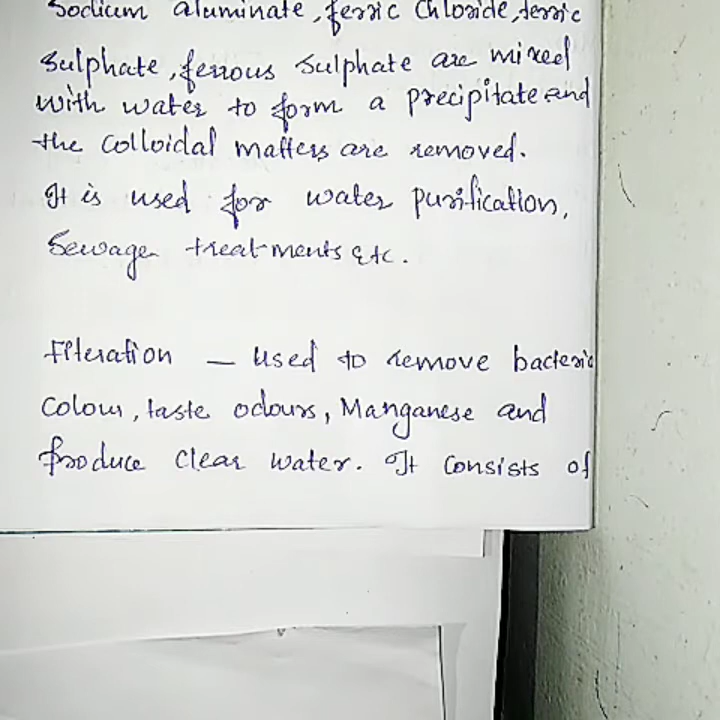 Sodium aluminate, ferric Chloride, ferric
Sulphate, ferrous Sulphate are mixed
with water to form a precipitate and
the colloidal matters are removed.
It is used for water purification,
Sewage treatments etc.
Filteration – Used to remove bacteria
Colour, taste odours, Manganese and
produce clear water. It consists of